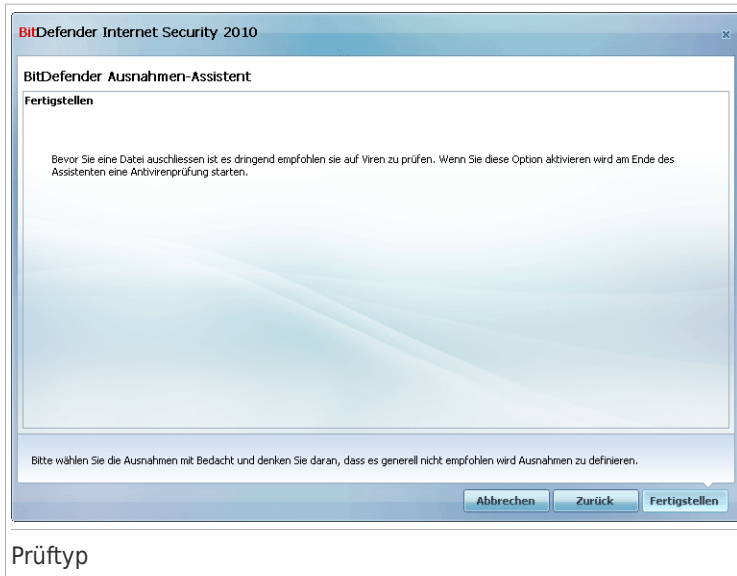 BitDefender Internet Security 2010
x
BitDefender Ausnahmen-Assistent
Fertigstellen
Bevor Sie eine Datei auschliessen ist es dringend empfohlen sie auf Viren zu prüfen. Wenn Sie diese Option aktivieren wird am Ende des
Assistenten eine Antivirenprüfung starten.
Bitte wählen Sie die Ausnahmen mit Bedacht und denken Sie daran, dass es generell nicht empfohlen wird Ausnahmen zu definieren.
Abbrechen Zurück Fertigstellen
Prüftyp